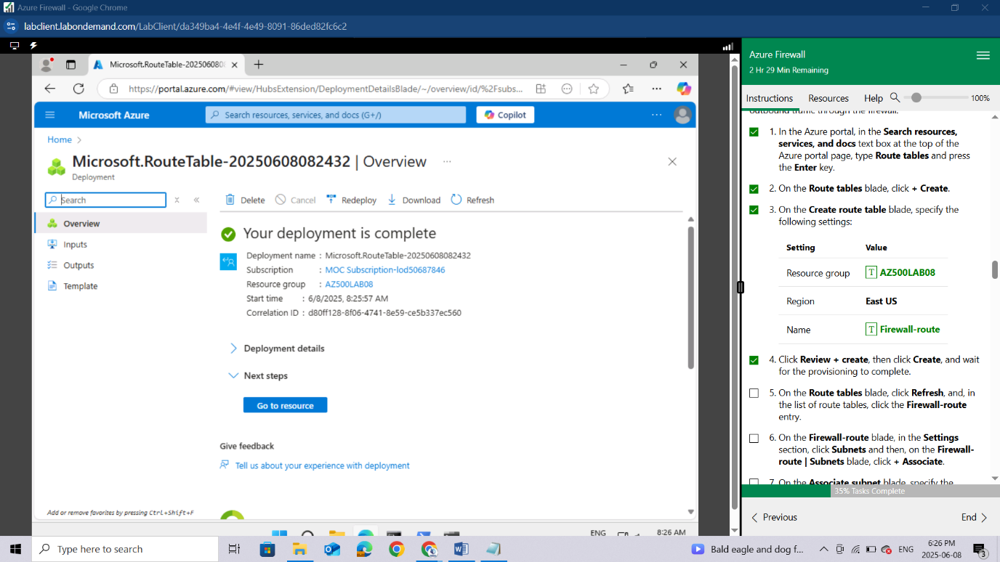 Azure Firewall - Google Chrome
labclient.labondemand.com/LabClient/da349ba4-4e4f-4e49-8091-86ded82fc6c2
Microsoft.RouteTable-2025060808
https://portal.azure.com/#view/HubsExtension/DeploymentDetailsBlade/~/overview/id/%2Fsubs...
Microsoft Azure
Search resources, services, and docs (G+/)
Copilot
Home >
Microsoft.RouteTable-20250608082432 | Overview ...
Deployment
Search
Delete Cancel Redeploy Download Refresh
Overview
Inputs
Outputs
Template
Your deployment is complete
Deployment name : Microsoft.RouteTable-20250608082432
Subscription : MOC Subscription-lod50687846
Resource group : AZ500LAB08
Start time : 6/8/2025, 8:25:57 AM
Correlation ID : d80ff128-8f06-4741-8e59-ce5b337ec560
Deployment details
Next steps
Go to resource
Give feedback
Tell us about your experience with deployment
Add or remove favorites by pressing Ctrl+Shift+F
ENG
8:26 AM
Azure Firewall
2 Hr 29 Min Remaining
Instructions Resources Help 100%
outbound traffic through the firewall.
1. In the Azure portal, in the Search resources,
services, and docs text box at the top of the
Azure portal page, type Route tables and press
the Enter key.
2. On the Route tables blade, click + Create.
3. On the Create route table blade, specify the
following settings:
Setting Value
Resource group T AZ500LAB08
Region East US
Name T Firewall-route
4. Click Review + create, then click Create, and wait
for the provisioning to complete.
5. On the Route tables blade, click Refresh, and, in
the list of route tables, click the Firewall-route
entry.
6. On the Firewall-route blade, in the Settings
section, click Subnets and then, on the Firewall-
route | Subnets blade, click + Associate.
7. On the Associate subnet blade, specify the
35% Tasks Complete
Previous End
Type here to search
Bald eagle and dog f...
ENG
6:26 PM
2025-06-08
3